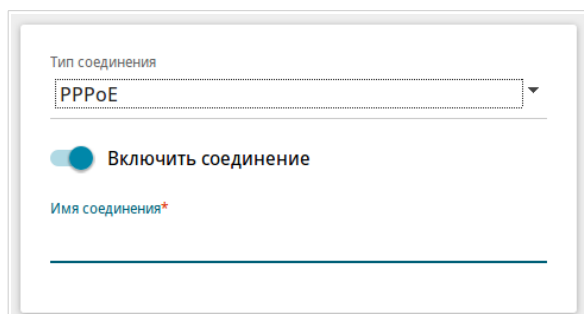 Тип соединения
PPPoE
Включить соединение
Имя соединения*